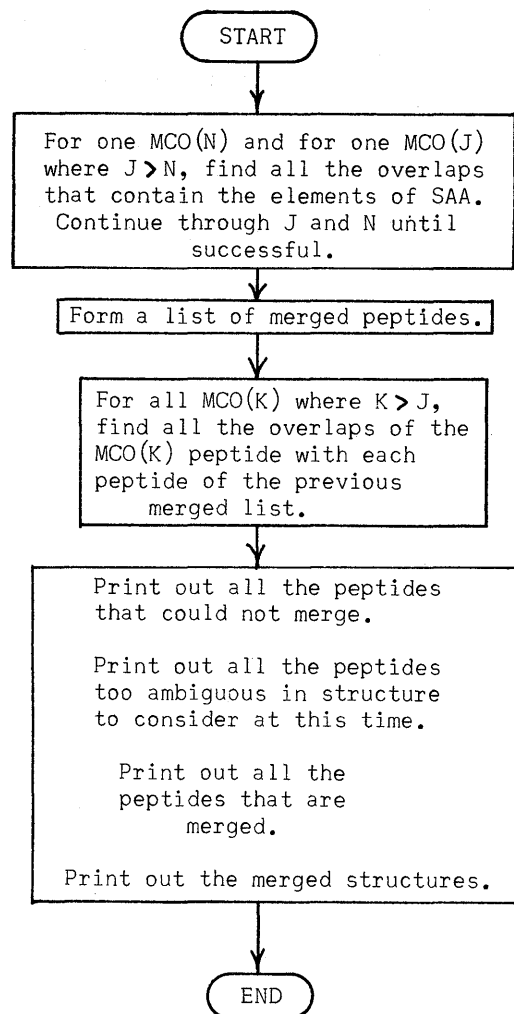 START
For one MCO(N) and for one MCO(J)
where J>N, find all the overlaps
that contain the elements of SAA.
Continue through J and N until
successful.
Form a list of merged peptides.
For all MCO(K) where K>J,
find all the overlaps of the
MCO(K) peptide with each
peptide of the previous
merged list.
Print out all the peptides
that could not merge.
Print out all the peptides
too ambiguous in structure
to consider at this time.
Print out all the
peptides that are
merged.
Print out the merged structures.
END